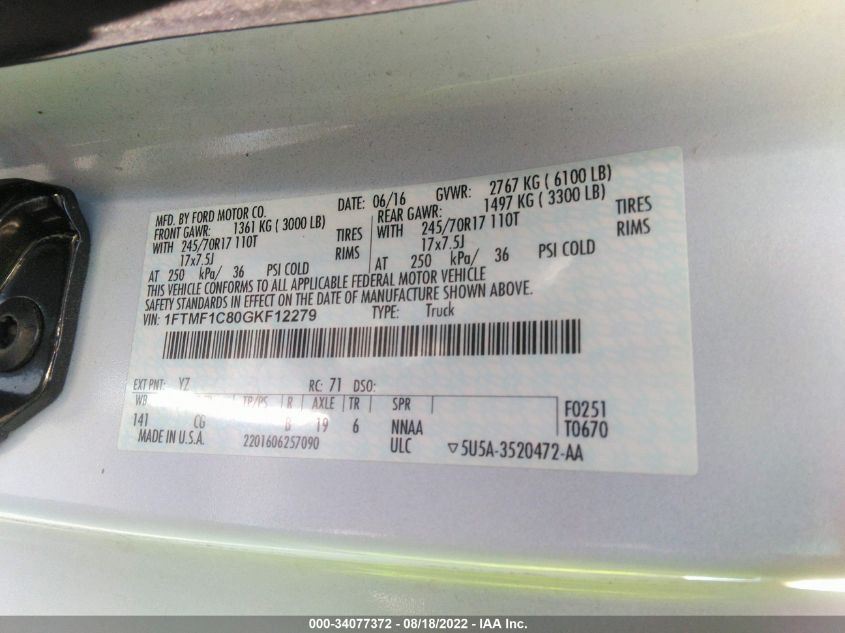 MFD. BY FORD MOTOR CO. DATE: 06/16 GVWR: 2767 KG ( 6100 LB)
FRONT GAWR: 1361 KG ( 3000 LB) REAR GAWR: 1497 KG ( 3300 LB)
WITH 245/70R17 110T TIRES WITH 245/70R17 110T TIRES
17x7.5J RIMS 17x7.5J RIMS
AT 250 kPa/ 36 PSI COLD AT 250 kPa/ 36 PSI COLD
THIS VEHICLE CONFORMS TO ALL APPLICABLE FEDERAL MOTOR VEHICLE
SAFETY STANDARDS IN EFFECT ON THE DATE OF MANUFACTURE SHOWN ABOVE.
VIN: 1FTMF1C80GKF12279 TYPE: Truck
EXT PNT: YZ RC: 71 DSO:
WB TP/PS R AXLE TR SPR
141 CG B 19 6 NNAA F0251
ULC T0670
MADE IN U.S.A. 2201606257090 ▽5U5A-3520472-AA
000-34077372 - 08/18/2022 - IAA Inc.